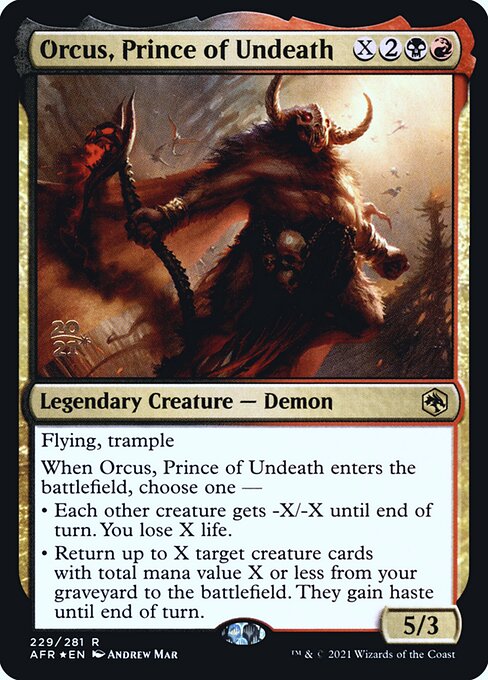 Orcus, Prince of Undeath X2
20
21
Legendary Creature — Demon
Flying, trample
When Orcus, Prince of Undeath enters the
battlefield, choose one —
• Each other creature gets -X/-X until end of
turn. You lose X life.
• Return up to X target creature cards
with total mana value X or less from your
graveyard to the battlefield. They gain haste
until end of turn.
5/3
229/281 R
AFR ★ EN Andrew Mar
™ & © 2021 Wizards of the Coast